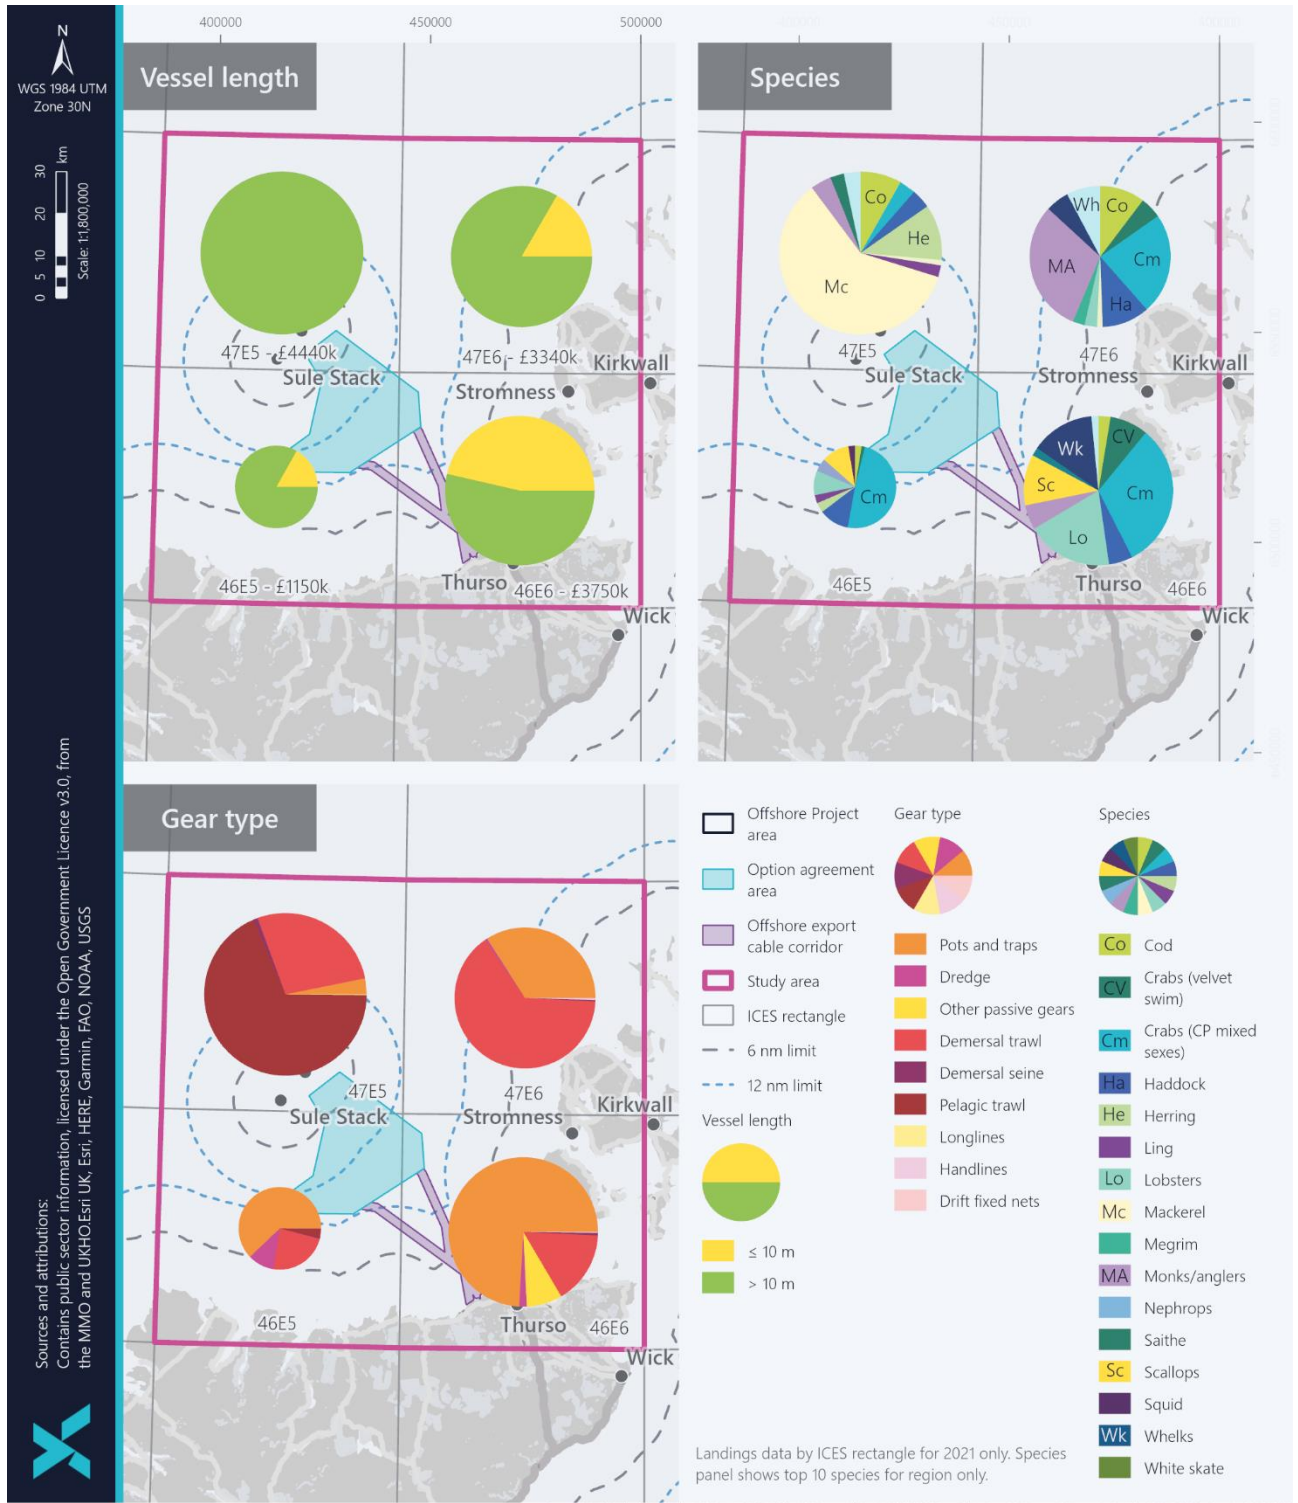 400000
450000
500000
N
WGS 1984 UTM
Zone 30N
0 5 10 20 30
km
Scale: 1:1,800,000
Vessel length
47E5 - £4440k
47E6 - £3340k
Kirkwall
Sule Stack
Stromness
46E5 - £1150k
Thurso
46E6 - £3750k
Wick
Species
Co
He
Mc
Wh
Co
MA
Cm
Ha
47E5
47E6
Kirkwall
Sule Stack
Stromness
Cm
Wk
CV
Sc
Cm
Lo
46E5
Thurso
46E6
Wick
Gear type
47E5
47E6
Kirkwall
Sule Stack
Stromness
46E5
Thurso
46E6
Wick
Offshore Project
area
Option agreement
area
Offshore export
cable corridor
Study area
ICES rectangle
6 nm limit
12 nm limit
Vessel length
≤ 10 m
> 10 m
Gear type
Pots and traps
Dredge
Other passive gears
Demersal trawl
Demersal seine
Pelagic trawl
Longlines
Handlines
Drift fixed nets
Species
Co Cod
CV Crabs (velvet
swim)
Cm Crabs (CP mixed
sexes)
Ha Haddock
He Herring
Ling
Lo Lobsters
Mc Mackerel
Megrim
MA Monks/anglers
Nephrops
Saithe
Sc Scallops
Squid
Wk Whelks
White skate
Landings data by ICES rectangle for 2021 only. Species
panel shows top 10 species for region only.
Sources and attributions:
Contains public sector information, licensed under the Open Government Licence v3.0, from
the MMO and UKHO.Esri UK, Esri, HERE, Garmin, FAO, NOAA, USGS